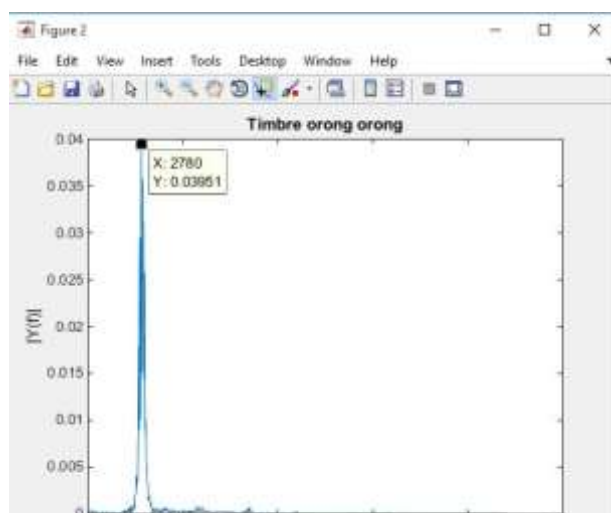 Figure 2
File Edit View Insert Tools Desktop Window Help
Timbre orong orong
0.04
X: 2780
Y: 0.03951
0.035
0.03
0.025
|Y(f)|
0.02
0.015
0.01
0.005
0